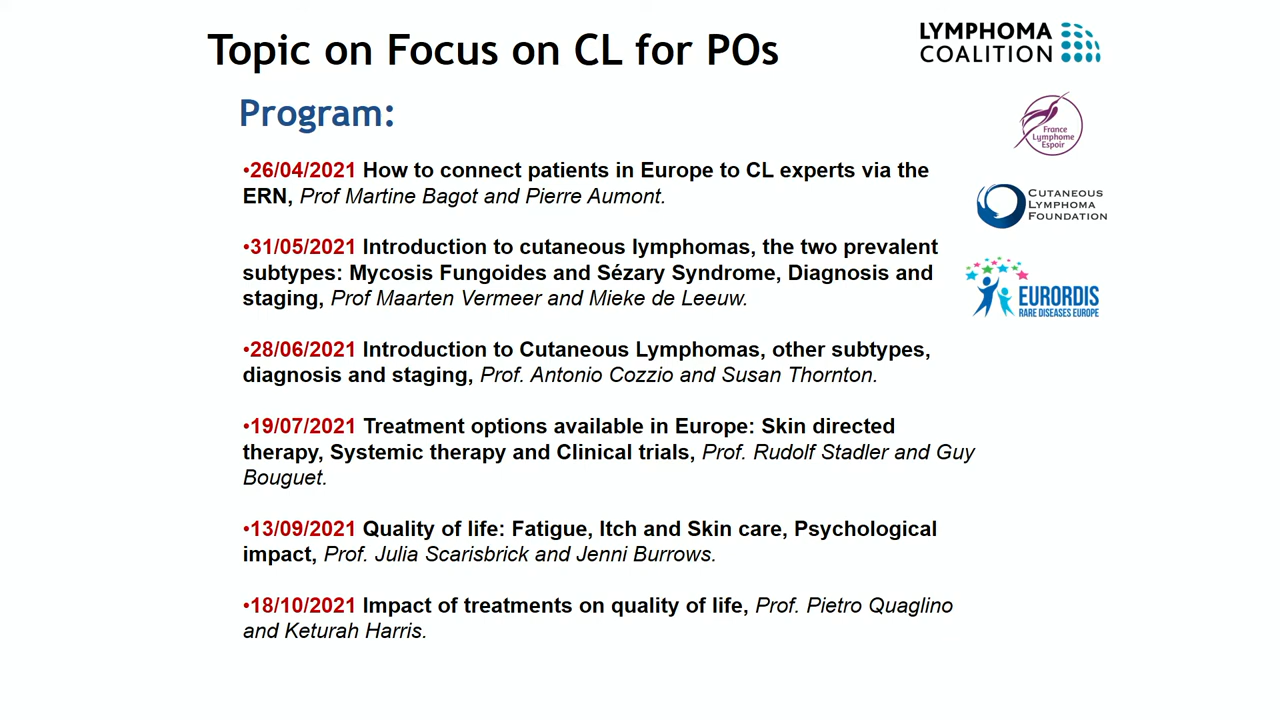 Topic on Focus on CL for POs
LYMPHOMA
COALITION
Program:
France
Lymphome
Espoir
•26/04/2021 How to connect patients in Europe to CL experts via the
ERN, Prof Martine Bagot and Pierre Aumont.
CUTANEOUS
LYMPHOMA
FOUNDATION
•31/05/2021 Introduction to cutaneous lymphomas, the two prevalent
subtypes: Mycosis Fungoides and Sézary Syndrome, Diagnosis and
staging, Prof Maarten Vermeer and Mieke de Leeuw.
EURORDIS
RARE DISEASES EUROPE
•28/06/2021 Introduction to Cutaneous Lymphomas, other subtypes,
diagnosis and staging, Prof. Antonio Cozzio and Susan Thornton.
•19/07/2021 Treatment options available in Europe: Skin directed
therapy, Systemic therapy and Clinical trials, Prof. Rudolf Stadler and Guy
Bouguet.
•13/09/2021 Quality of life: Fatigue, Itch and Skin care, Psychological
impact, Prof. Julia Scarisbrick and Jenni Burrows.
•18/10/2021 Impact of treatments on quality of life, Prof. Pietro Quaglino
and Keturah Harris.